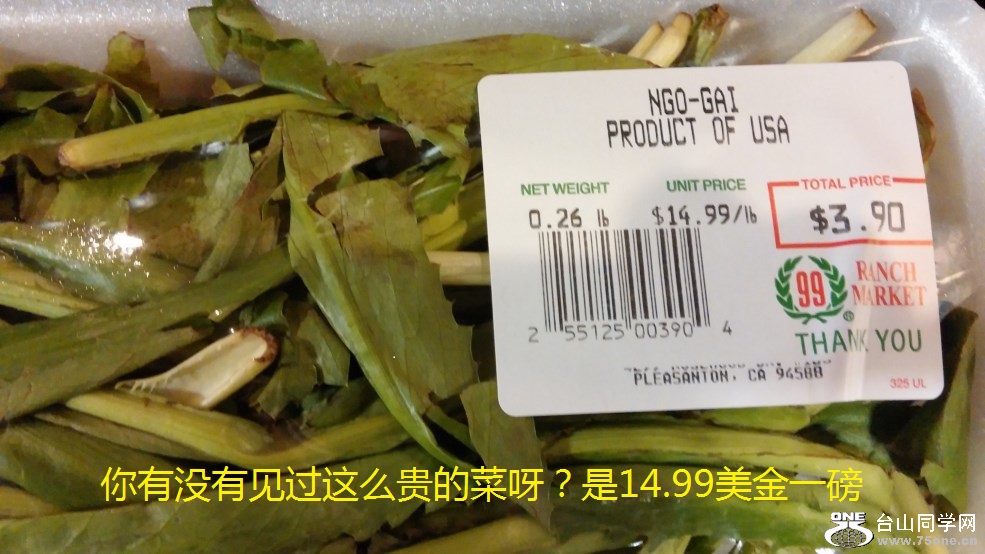 NGO-GAI
PRODUCT OF USA
NET WEIGHT UNIT PRICE TOTAL PRICE
0.26 lb $14.99/lb $3.90
99 RANCH
MARKET
®
THANK YOU
2 55125 00390 4
PLEASANTON, CA 94588
325 UL
你有没有见过这么贵的菜呀？是14.99美金一磅
ONE 台山同学网
www.75one.cn